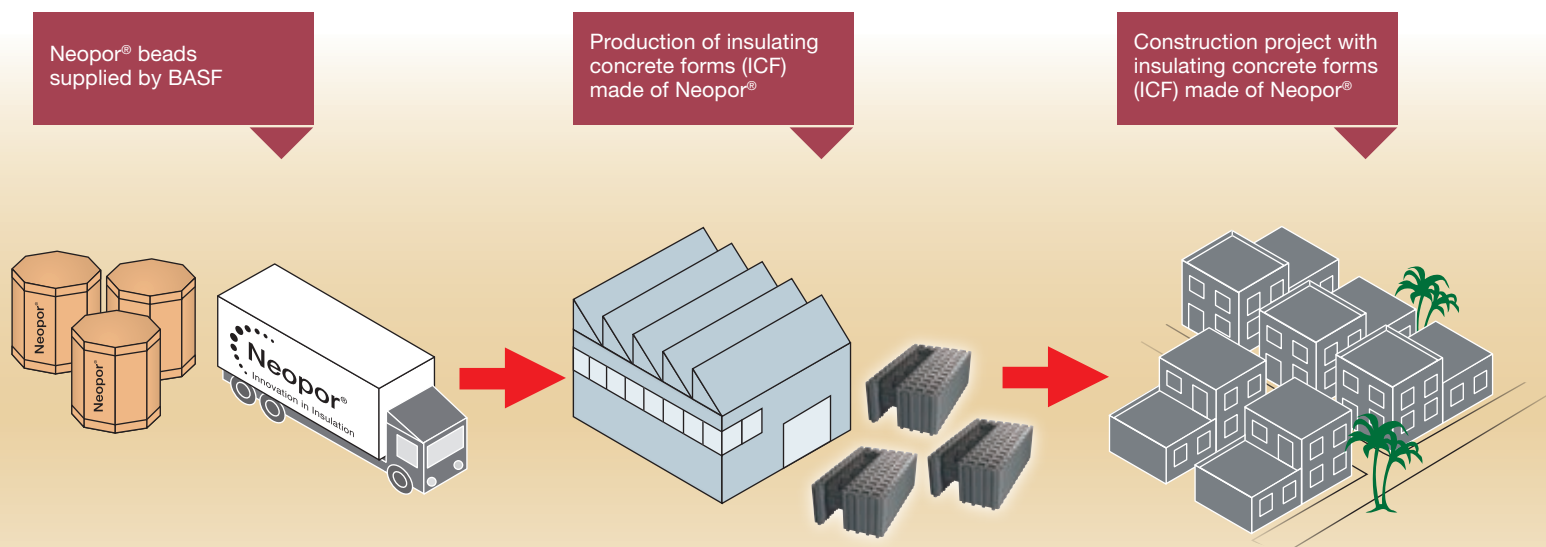 Neopor® beads
supplied by BASF
Production of insulating
concrete forms (ICF)
made of Neopor®
Construction project with
insulating concrete forms
(ICF) made of Neopor®
Neopor®
Neopor®
Neopor®
Innovation in Insulation